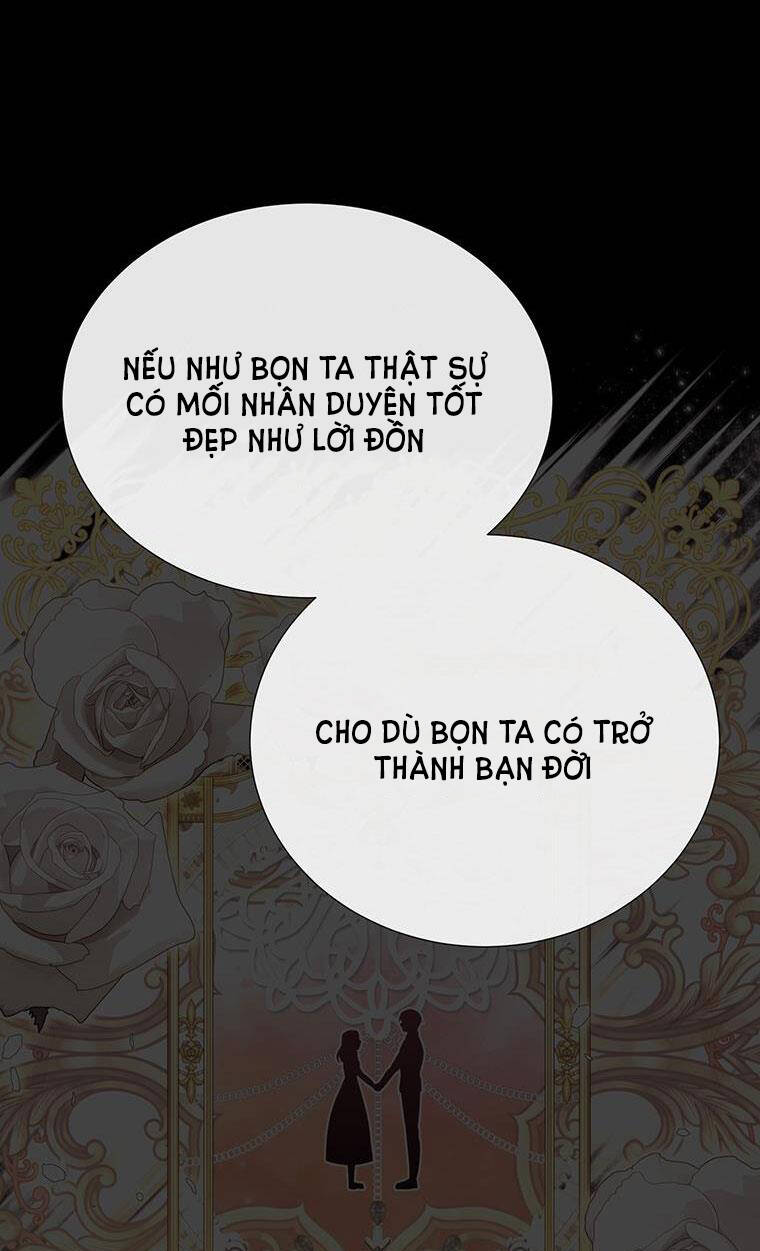 NẾU NHƯ BỌN TA THẬT SỰ
CÓ MỐI NHÂN DUYÊN TỐT
ĐẸP NHƯ LỜI ĐỒN
CHO DÙ BỌN TA CÓ TRỞ
THÀNH BẠN ĐỜI